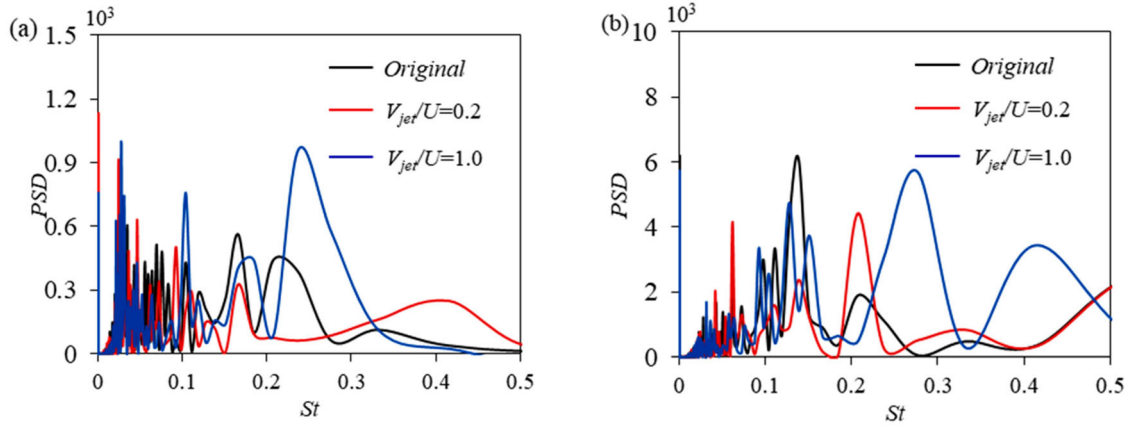 (a)
10³
1.5
1.2
0.9
0.6
0.3
0
PSD
Original
V_jet/U=0.2
V_jet/U=1.0
0 0.1 0.2 0.3 0.4 0.5
St
(b)
10³
10
8
6
4
2
0
PSD
Original
V_jet/U=0.2
V_jet/U=1.0
0 0.1 0.2 0.3 0.4 0.5
St